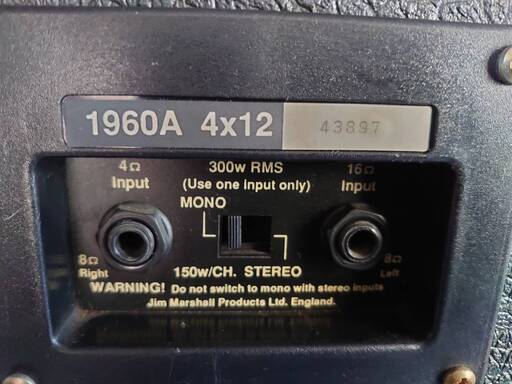 1960A 4x12 43897
4Ω Input
300w RMS
(Use one input only)
16Ω Input
MONO
8Ω Right
8Ω Left
150w/CH. STEREO
WARNING! Do not switch to mono with stereo inputs
Jim Marshall Products Ltd. England.